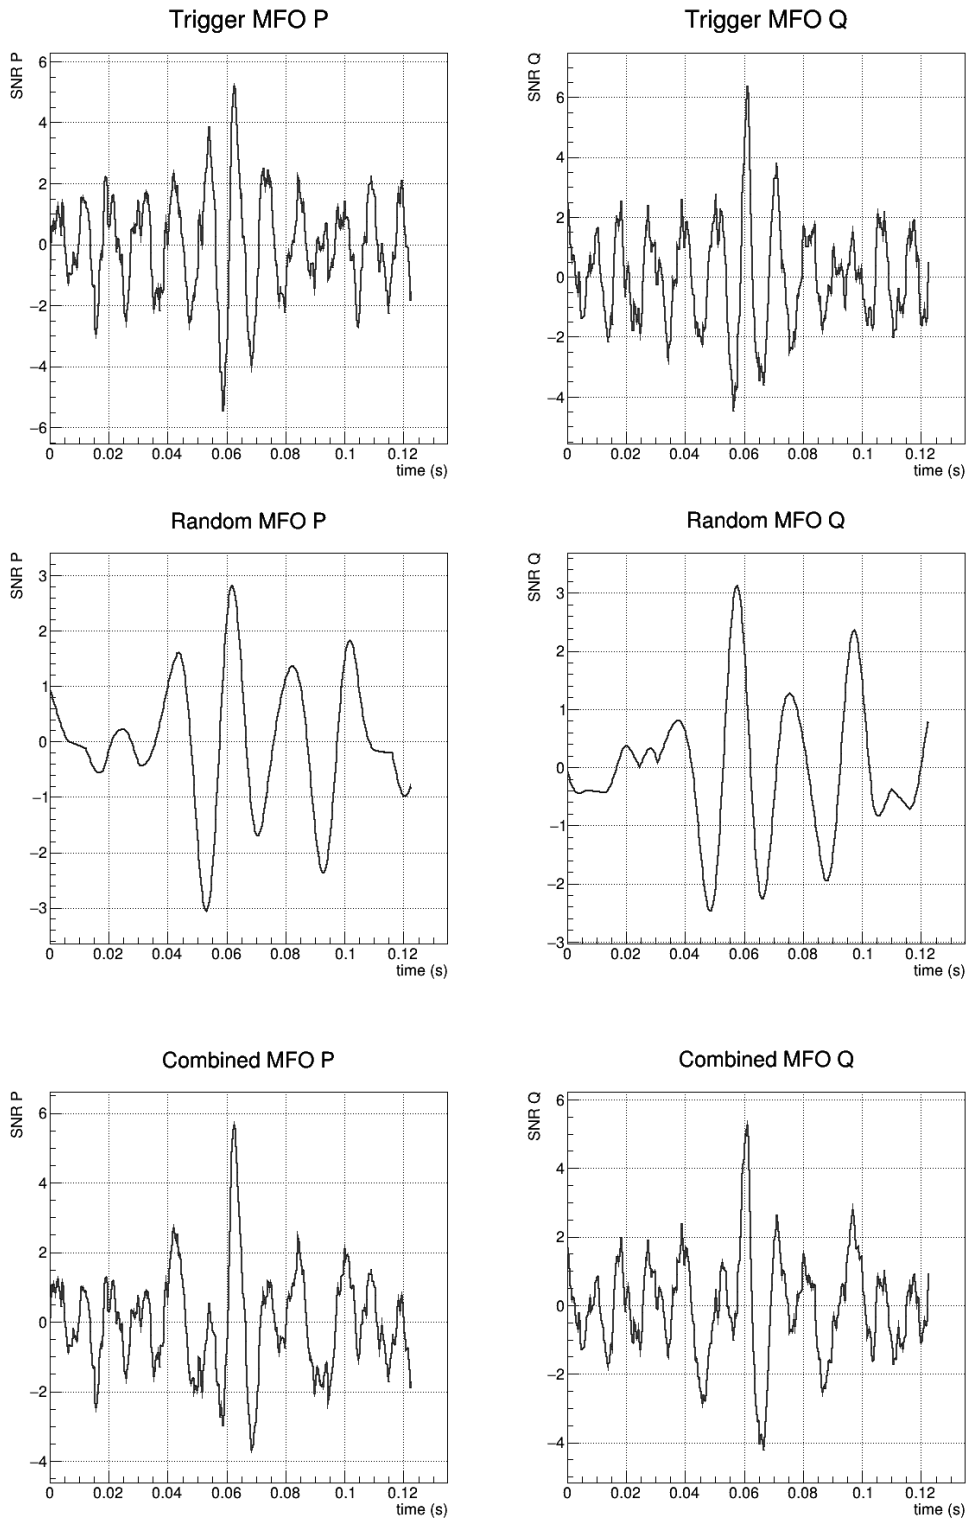 Trigger MFO P
SNR P
6
4
2
0
−2
−4
−6
0 0.02 0.04 0.06 0.08 0.1 0.12
time (s)
Trigger MFO Q
SNR Q
6
4
2
0
−2
−4
0 0.02 0.04 0.06 0.08 0.1 0.12
time (s)
Random MFO P
SNR P
3
2
1
0
−1
−2
−3
0 0.02 0.04 0.06 0.08 0.1 0.12
time (s)
Random MFO Q
SNR Q
3
2
1
0
−1
−2
−3
0 0.02 0.04 0.06 0.08 0.1 0.12
time (s)
Combined MFO P
SNR P
6
4
2
0
−2
−4
0 0.02 0.04 0.06 0.08 0.1 0.12
time (s)
Combined MFO Q
SNR Q
6
4
2
0
−2
−4
0 0.02 0.04 0.06 0.08 0.1 0.12
time (s)